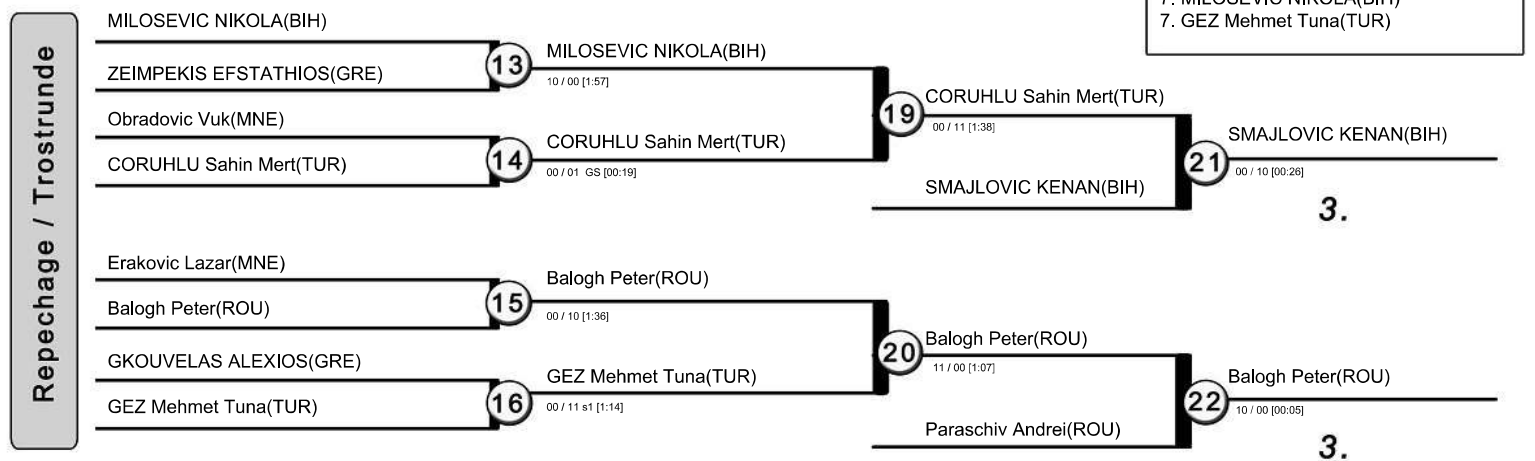 Repechage / Trostrunde
MILOSEVIC NIKOLA(BIH)
ZEIMPEKIS EFSTATHIOS(GRE)
Obradovic Vuk(MNE)
CORUHLU Sahin Mert(TUR)
Erakovic Lazar(MNE)
Balogh Peter(ROU)
GKOUVELAS ALEXIOS(GRE)
GEZ Mehmet Tuna(TUR)
13
14
15
16
MILOSEVIC NIKOLA(BIH)
10 / 00 [1:57]
CORUHLU Sahin Mert(TUR)
00 / 01 GS [00:19]
Balogh Peter(ROU)
00 / 10 [1:36]
GEZ Mehmet Tuna(TUR)
00 / 11 s1 [1:14]
19
20
CORUHLU Sahin Mert(TUR)
00 / 11 [1:38]
SMAJLOVIC KENAN(BIH)
Balogh Peter(ROU)
11 / 00 [1:07]
Paraschiv Andrei(ROU)
21
22
SMAJLOVIC KENAN(BIH)
00 / 10 [00:26]
3.
Balogh Peter(ROU)
10 / 00 [00:05]
3.
7. MILOSEVIC NIKOLA(BIH)
7. GEZ Mehmet Tuna(TUR)